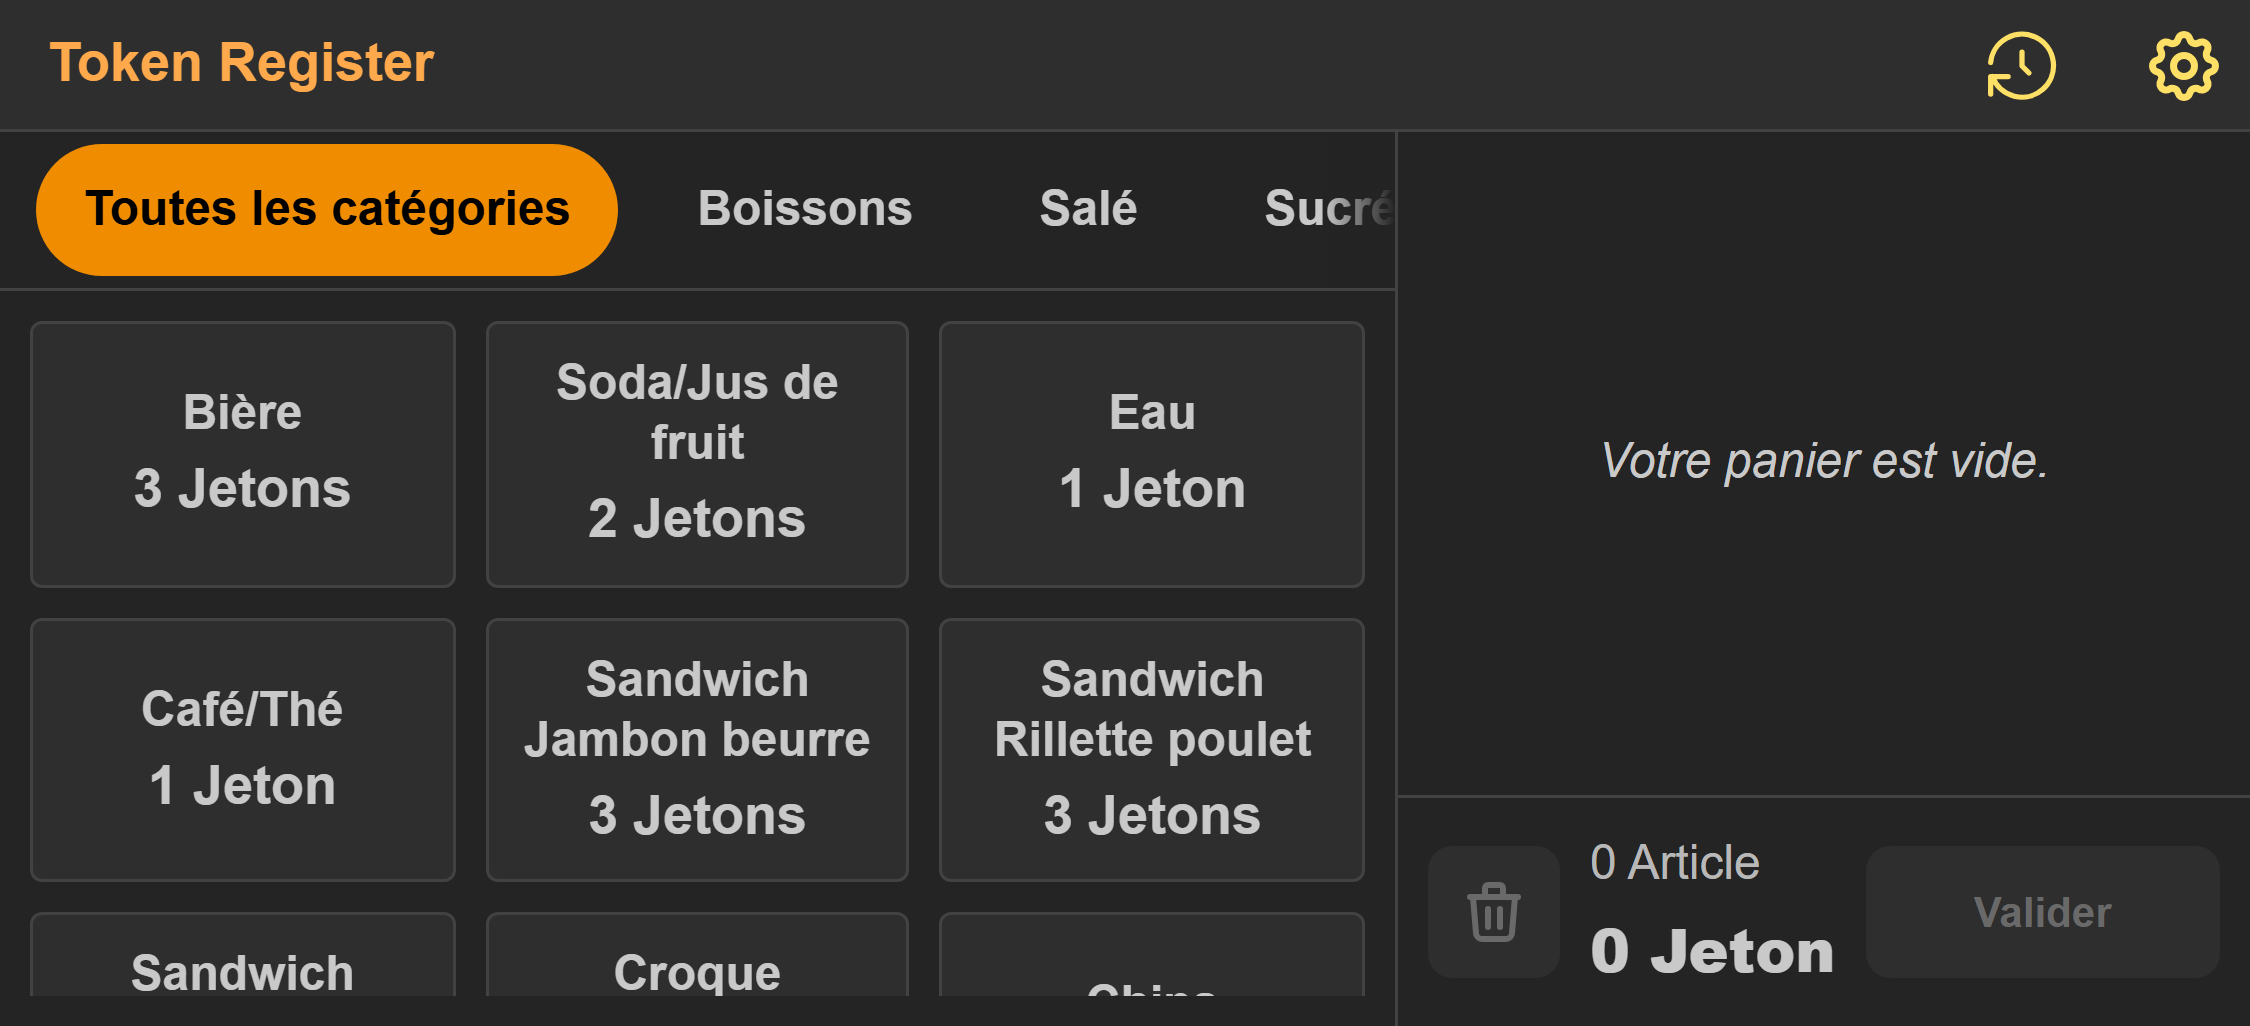 Token Register
Toutes les catégories
Boissons
Salé
Sucré
Bière
3 Jetons
Soda/Jus de
fruit
2 Jetons
Eau
1 Jeton
Café/Thé
1 Jeton
Sandwich
Jambon beurre
3 Jetons
Sandwich
Rillette poulet
3 Jetons
Sandwich
Croque
Chips
Votre panier est vide.
0 Article
0 Jeton
Valider